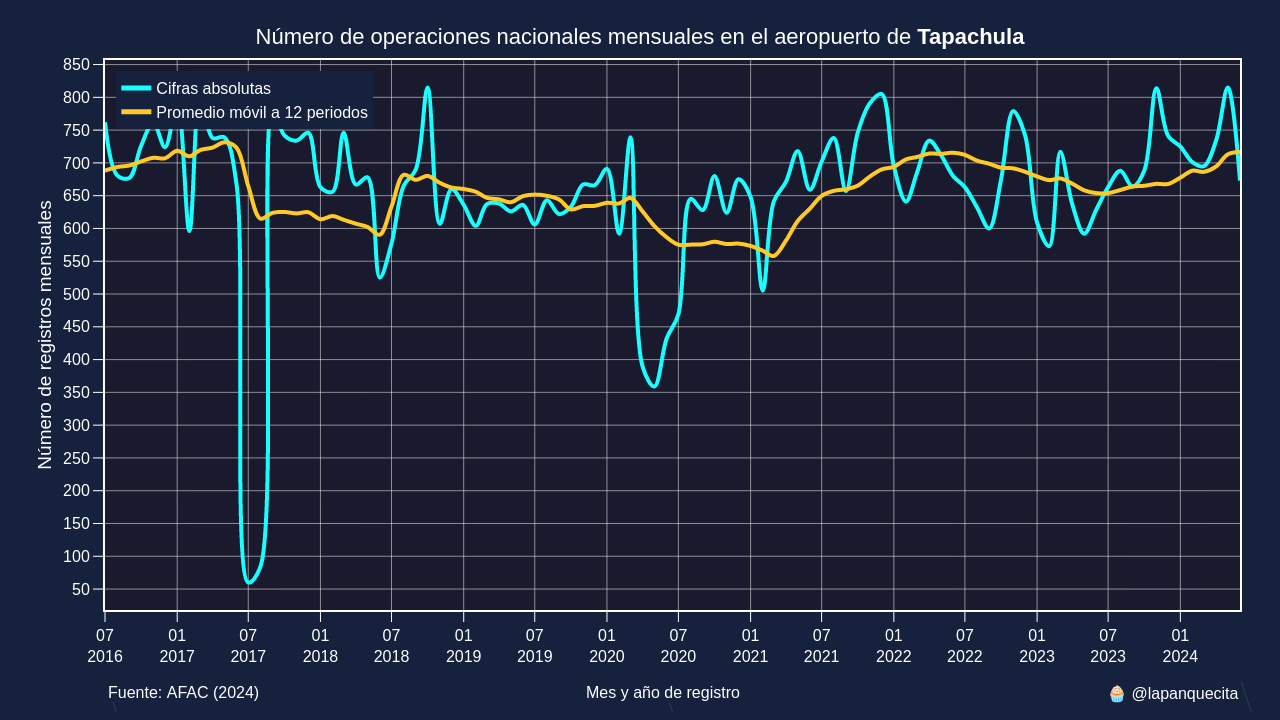 Número de operaciones nacionales mensuales en el aeropuerto de Tapachula
Cifras absolutas
Promedio móvil a 12 periodos
Número de registros mensuales
850
800
750
700
650
600
550
500
450
400
350
300
250
200
150
100
50
07 01 07 01 07 01 07 01 07 01 07 01 07 01 07 01
2016 2017 2017 2018 2018 2019 2019 2020 2020 2021 2021 2022 2022 2023 2023 2024
Fuente: AFAC (2024)
Mes y año de registro
🧁 @lapanquecita